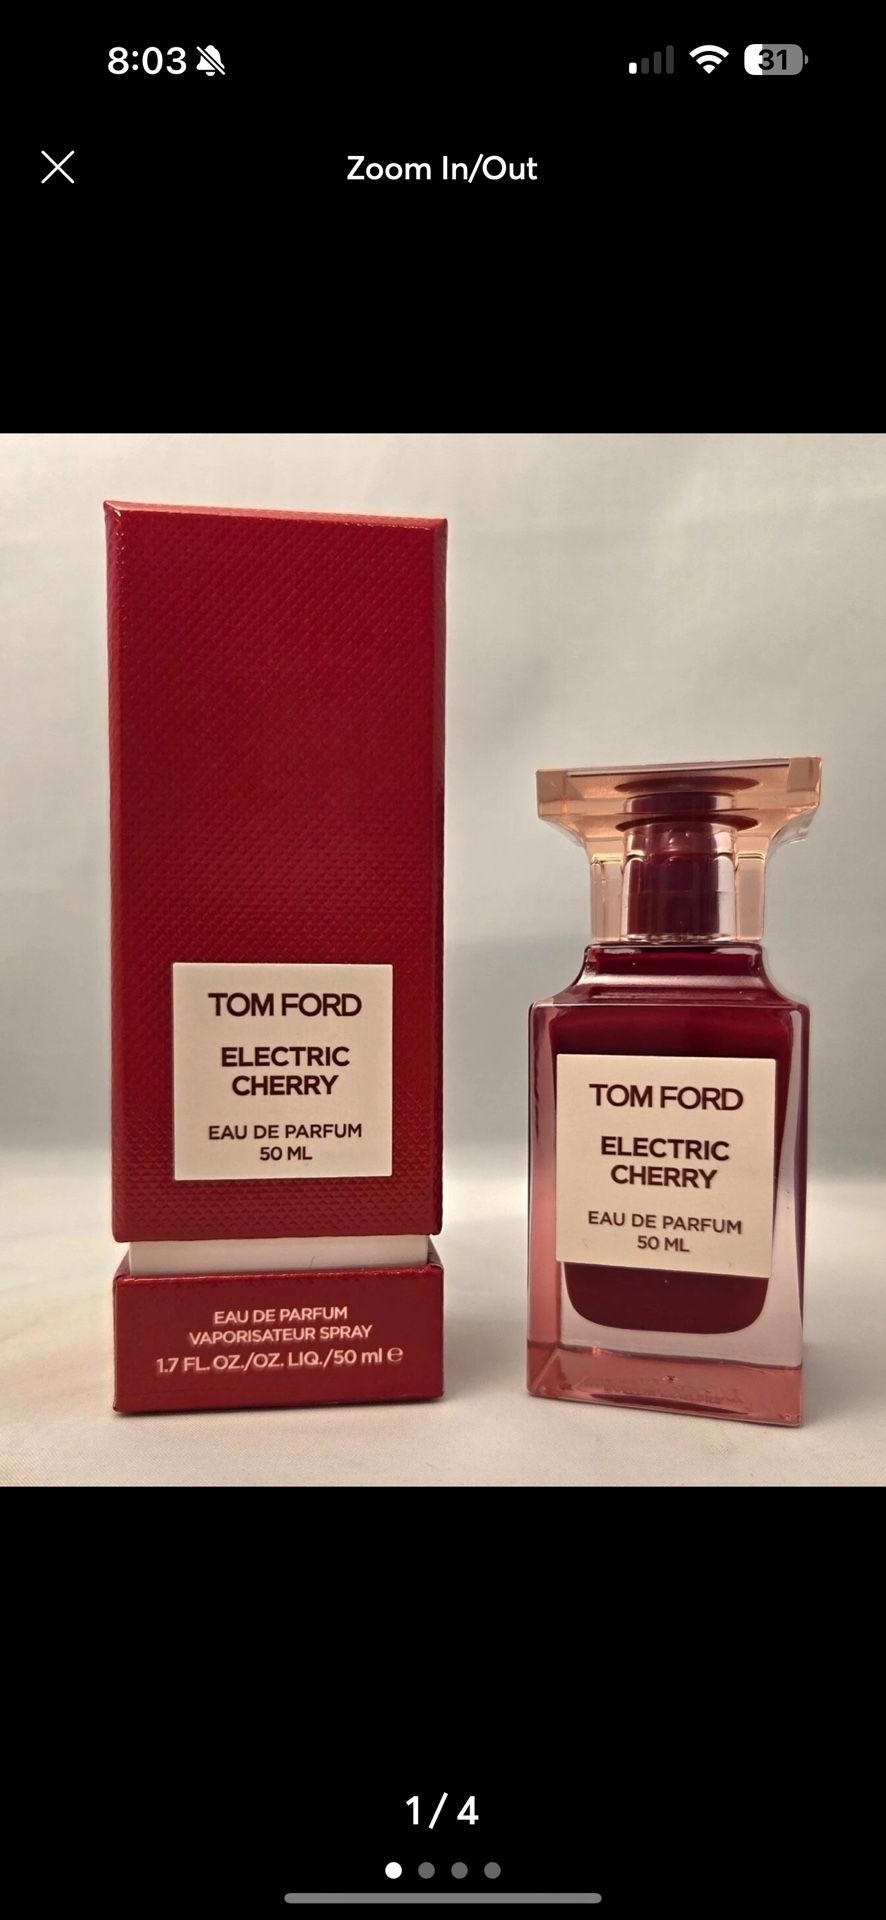 8:03
31
Zoom In/Out
TOM FORD
ELECTRIC
CHERRY
EAU DE PARFUM
50 ML
EAU DE PARFUM
VAPORISATEUR SPRAY
1.7 FL. OZ./OZ. LIQ./50 ml ℮
TOM FORD
ELECTRIC
CHERRY
EAU DE PARFUM
50 ML
1 / 4